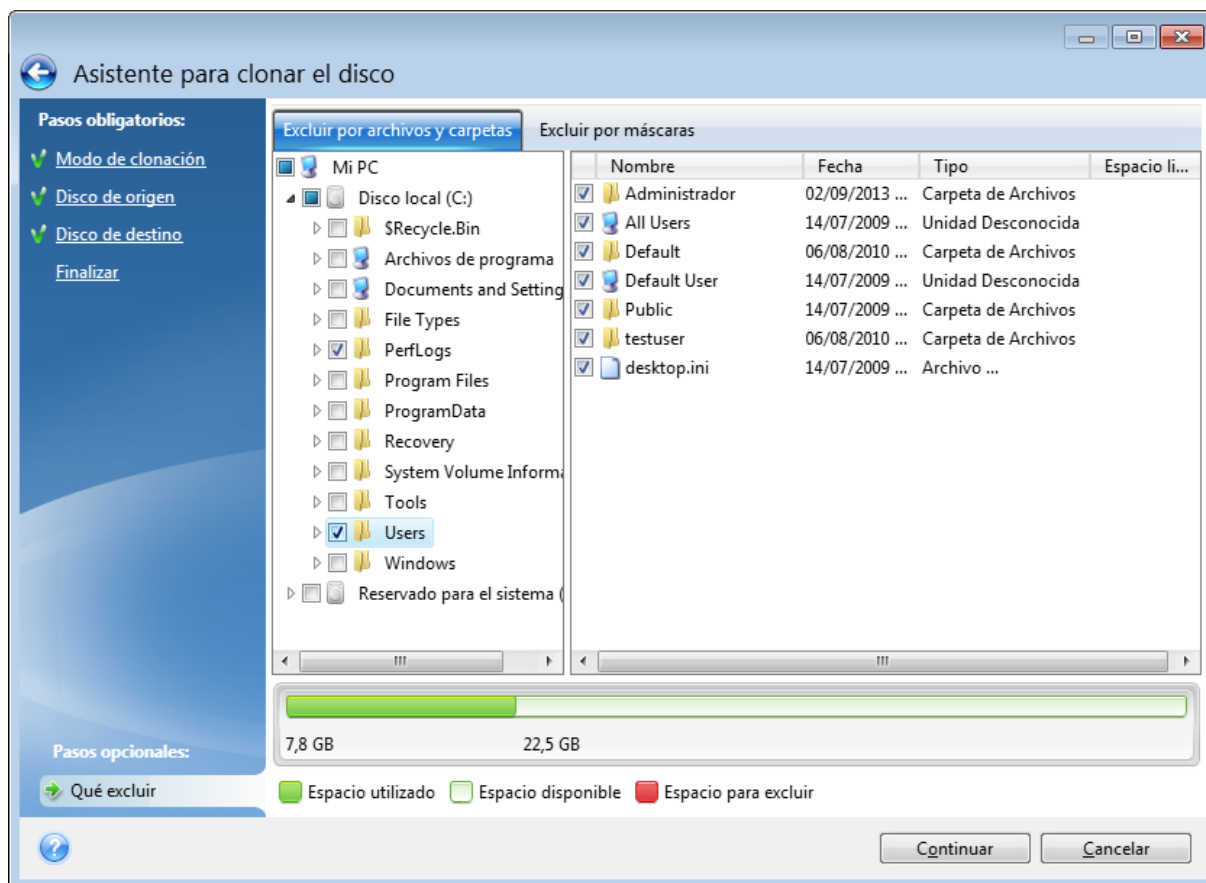 Asistente para clonar el disco
Pasos obligatorios:
Modo de clonación
Disco de origen
Disco de destino
Finalizar
Pasos opcionales:
Qué excluir
Excluir por archivos y carpetas Excluir por máscaras
Mi PC
Disco local (C:)
$Recycle.Bin
Archivos de programa
Documents and Setting
File Types
PerfLogs
Program Files
ProgramData
Recovery
System Volume Informa
Tools
Users
Windows
Reservado para el sistema (
Nombre Fecha Tipo Espacio li...
Administrador 02/09/2013 ... Carpeta de Archivos
All Users 14/07/2009 ... Unidad Desconocida
Default 06/08/2010 ... Carpeta de Archivos
Default User 14/07/2009 ... Unidad Desconocida
Public 14/07/2009 ... Carpeta de Archivos
testuser 06/08/2010 ... Carpeta de Archivos
desktop.ini 14/07/2009 ... Archivo ...
7,8 GB 22,5 GB
Espacio utilizado Espacio disponible Espacio para excluir
Continuar Cancelar